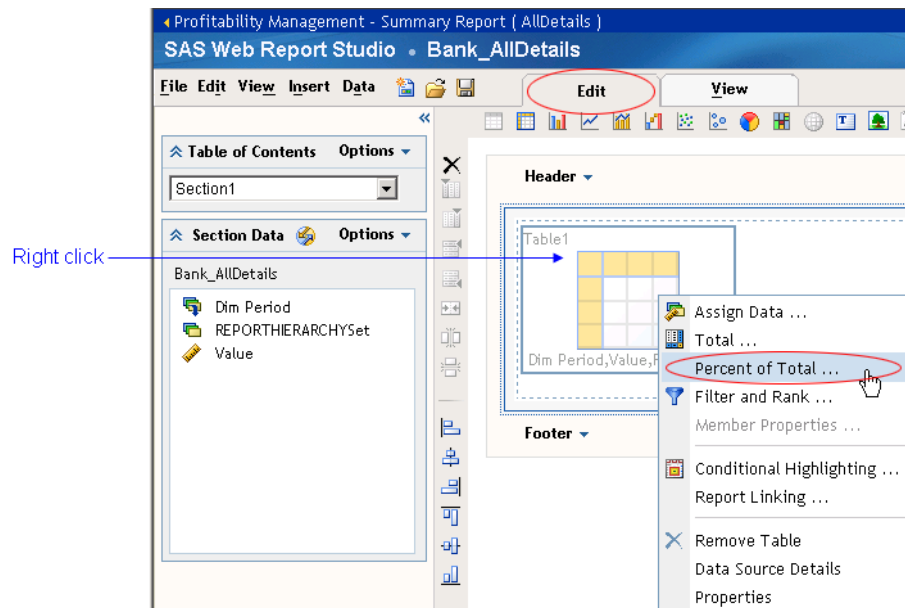 Profitability Management - Summary Report ( AllDetails )
SAS Web Report Studio • Bank_AllDetails
File Edit View Insert Data
Edit
View
«
Table of Contents Options
Section1
Header
Section Data Options
Table1
Right click
Bank_AllDetails
Dim Period
REPORTHIERARCHYSet
Value
Dim Period,Value,
Assign Data ...
Total ...
Percent of Total ...
Filter and Rank ...
Member Properties ...
Footer
Conditional Highlighting ...
Report Linking ...
Remove Table
Data Source Details
Properties